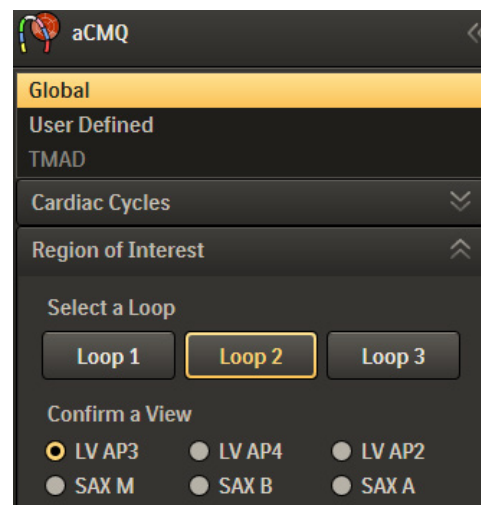 aCMQ
Global
User Defined
TMAD
Cardiac Cycles
Region of Interest
Select a Loop
Loop 1 Loop 2 Loop 3
Confirm a View
LV AP3 LV AP4 LV AP2
SAX M SAX B SAX A